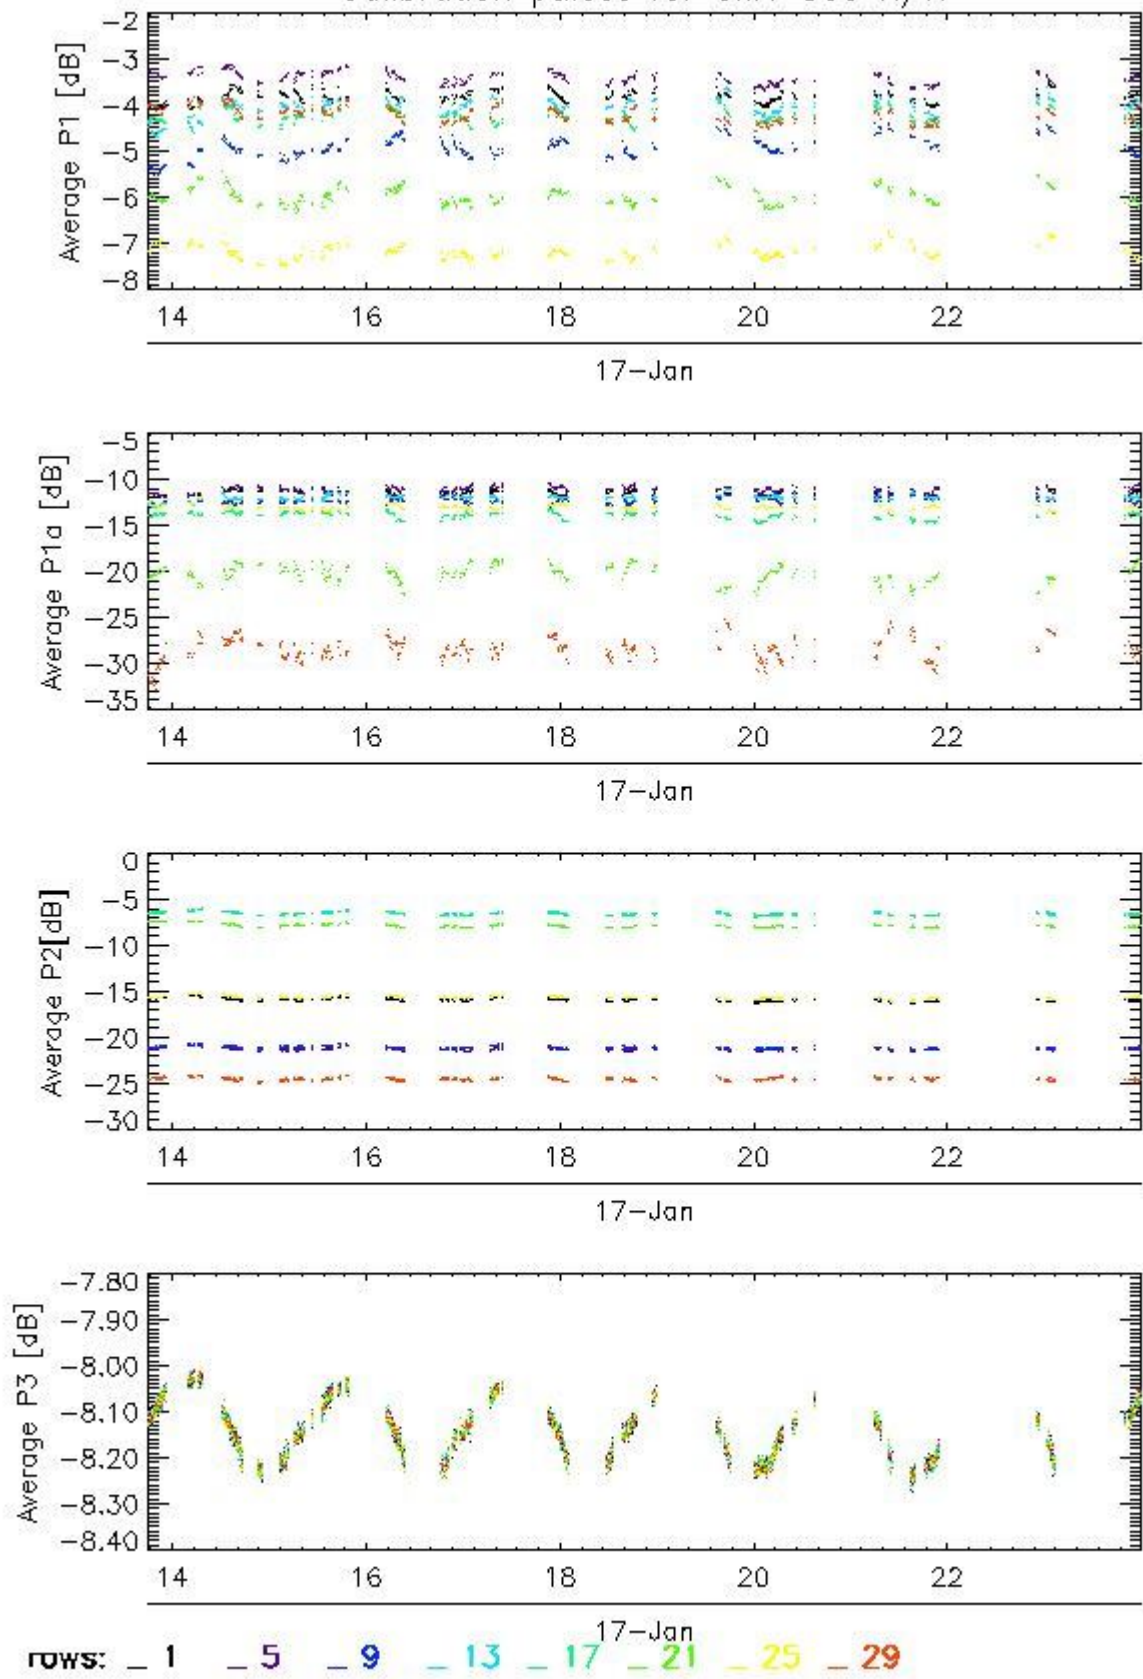 Average P1 [dB]
-2
-3
-4
-5
-6
-7
-8
14 16 18 20 22
17-Jan
Average P1a [dB]
-5
-10
-15
-20
-25
-30
-35
14 16 18 20 22
17-Jan
Average P2[dB]
0
-5
-10
-15
-20
-25
-30
14 16 18 20 22
17-Jan
Average P3 [dB]
-7.80
-7.90
-8.00
-8.10
-8.20
-8.30
-8.40
14 16 18 20 22
17-Jan
rows: _ 1 _ 5 _ 9 _ 13 _ 17 _ 21 _ 25 _ 29